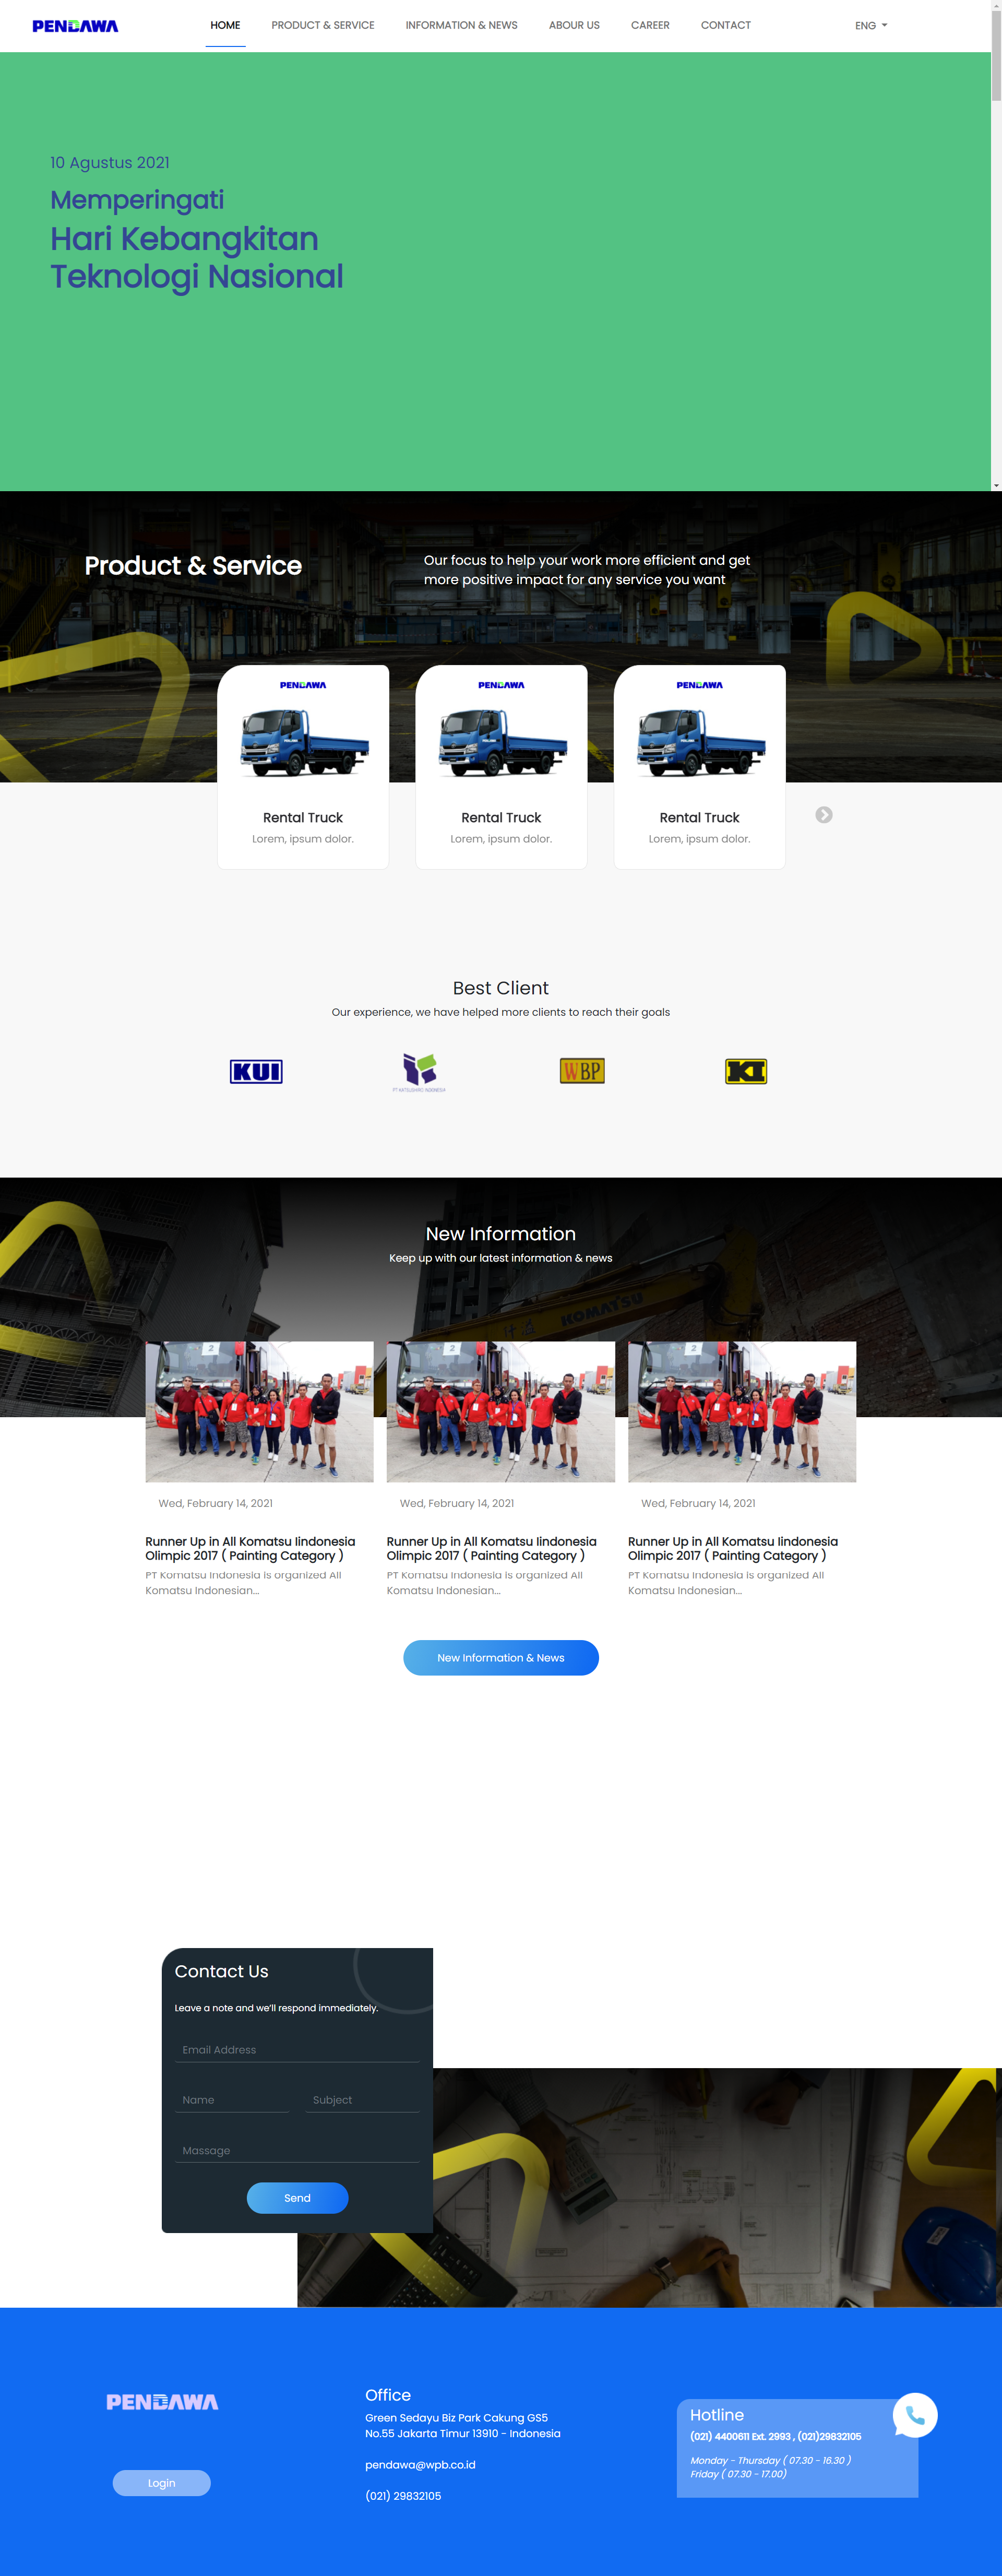 PENDAWA
HOME PRODUCT & SERVICE INFORMATION & NEWS ABOUR US CAREER CONTACT ENG
10 Agustus 2021
Memperingati
Hari Kebangkitan
Teknologi Nasional
Product & Service
Our focus to help your work more efficient and get
more positive impact for any service you want
PENDAWA PENDAWA PENDAWA
Rental Truck Rental Truck Rental Truck
Lorem, ipsum dolor. Lorem, ipsum dolor. Lorem, ipsum dolor.
Best Client
Our experience, we have helped more clients to reach their goals
KUI WBP KI
PT KATSUSHIRO INDONESIA
New Information
Keep up with our latest information & news
KOMATSU
2 2 2
Wed, February 14, 2021 Wed, February 14, 2021 Wed, February 14, 2021
Runner Up in All Komatsu Iindonesia Runner Up in All Komatsu Iindonesia Runner Up in All Komatsu Iindonesia
Olimpic 2017 ( Painting Category ) Olimpic 2017 ( Painting Category ) Olimpic 2017 ( Painting Category )
PT Komatsu Indonesia is organized All PT Komatsu Indonesia is organized All PT Komatsu Indonesia is organized All
Komatsu Indonesian... Komatsu Indonesian... Komatsu Indonesian...
New Information & News
Contact Us
Leave a note and we'll respond immediately.
Email Address
Name Subject
Massage
Send
PENDAWA
Login
Office
Green Sedayu Biz Park Cakung GS5
No.55 Jakarta Timur 13910 - Indonesia
pendawa@wpb.co.id
(021) 29832105
Hotline
(021) 4400611 Ext. 2993 , (021)29832105
Monday - Thursday ( 07.30 - 16.30 )
Friday ( 07.30 - 17.00)